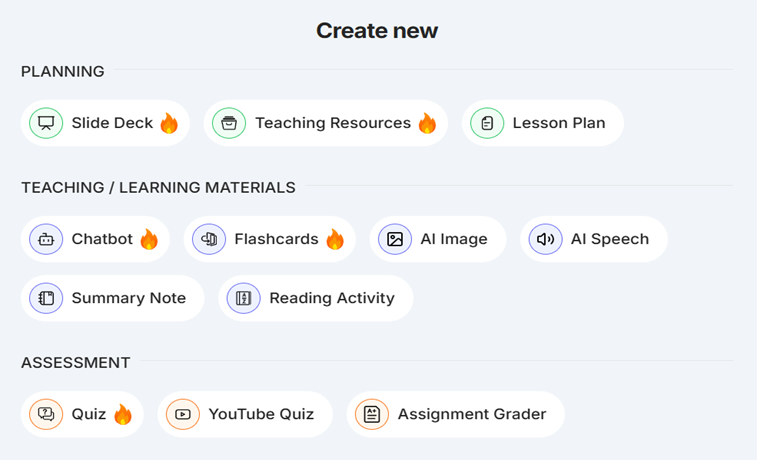 Create new
PLANNING
Slide Deck 🔥 Teaching Resources 🔥 Lesson Plan
TEACHING / LEARNING MATERIALS
Chatbot 🔥 Flashcards 🔥 AI Image AI Speech
Summary Note Reading Activity
ASSESSMENT
Quiz 🔥 YouTube Quiz Assignment Grader